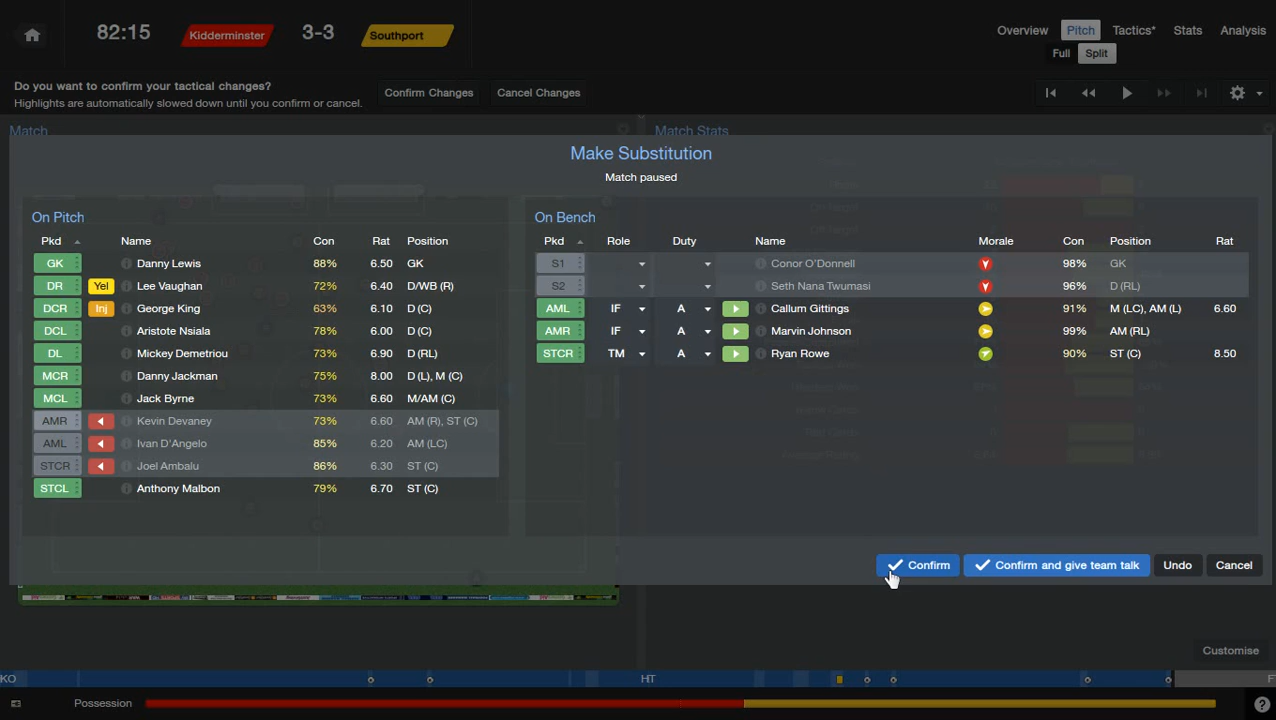 82:15 Kidderminster 3-3 Southport
Overview Pitch Tactics* Stats Analysis
Full Split
Do you want to confirm your tactical changes?
Highlights are automatically slowed down until you confirm or cancel.
Confirm Changes Cancel Changes
Match Match Stats
Make Substitution
Match paused
On Pitch
Pkd Name Con Rat Position
GK Danny Lewis 88% 6.50 GK
DR Yel Lee Vaughan 72% 6.40 D/WB (R)
DCR Inj George King 63% 6.10 D (C)
DCL Aristote Nsiala 78% 6.00 D (C)
DL Mickey Demetriou 73% 6.90 D (RL)
MCR Danny Jackman 75% 8.00 D (L), M (C)
MCL Jack Byrne 73% 6.60 M/AM (C)
AMR Kevin Devaney 73% 6.60 AM (R), ST (C)
AML Ivan D'Angelo 85% 6.20 AM (LC)
STCR Joel Ambalu 86% 6.30 ST (C)
STCL Anthony Malbon 79% 6.70 ST (C)
On Bench
Pkd Role Duty Name Morale Con Position Rat
S1 Conor O'Donnell 98% GK
S2 Seth Nana Twumasi 96% D (RL)
AML IF A Callum Gittings 91% M (LC), AM (L) 6.60
AMR IF A Marvin Johnson 99% AM (RL)
STCR TM A Ryan Rowe 90% ST (C) 8.50
Confirm Confirm and give team talk Undo Cancel
Customise
KO HT F
Possession ?